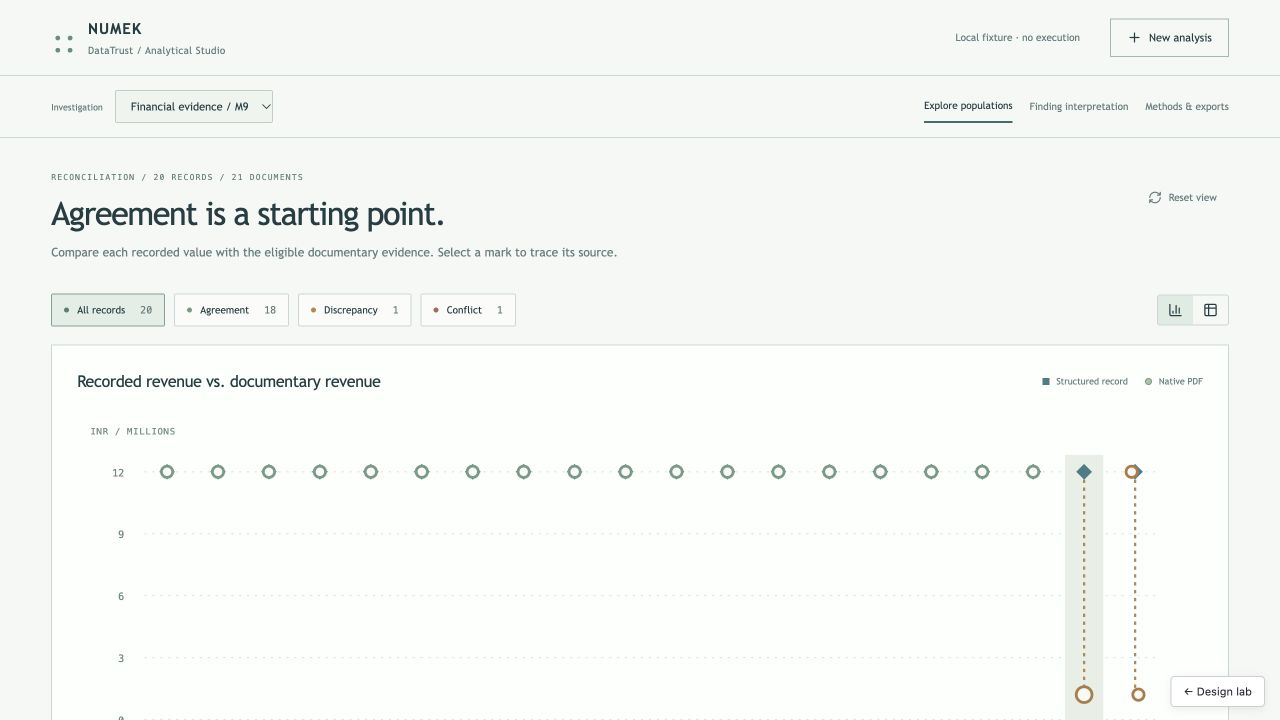 NUMEK
DataTrust / Analytical Studio
Local fixture · no execution
New analysis
Investigation
Financial evidence / M9
Explore populations
Finding interpretation
Methods & exports
RECONCILIATION / 20 RECORDS / 21 DOCUMENTS
Agreement is a starting point.
Reset view
Compare each recorded value with the eligible documentary evidence. Select a mark to trace its source.
All records 20
Agreement 18
Discrepancy 1
Conflict 1
Recorded revenue vs. documentary revenue
Structured record
Native PDF
INR / MILLIONS
12
9
6
3
0
← Design lab